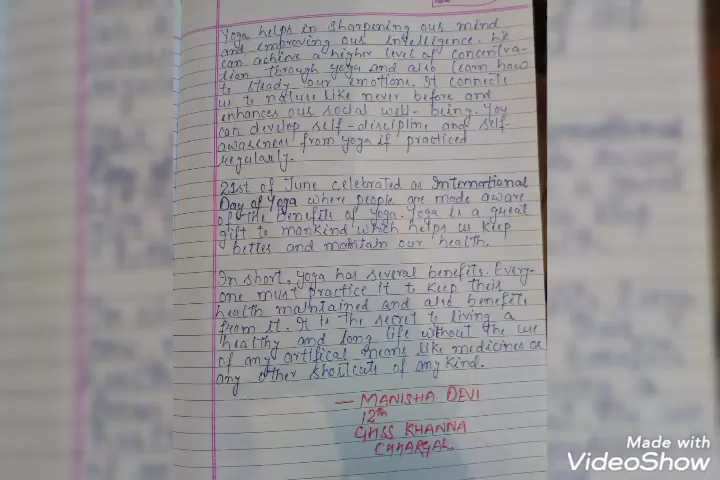 Yoga helps in sharpening our mind
and improving our intelligence. We
can achieve a higher level of concentra-
tion through yoga and also learn how
to steady our emotions. It connects
us to nature like never before and
enhances our social well-being. You
can develop self-discipline and self-
awareness from yoga if practiced
regularly.
21st of June celebrated as International
Day of Yoga where people are made aware
of the benefits of yoga. Yoga is a great
gift to mankind which helps us keep
better and maintain our health.
In short, yoga has several benefits. Every-
one must practice it to keep their
health maintained and also benefits
from it. It is the secret to living a
healthy and long life without the use
of any artifical means like medicines or
any other shortcuts of any kind.
— MANISHA DEVI
12th
GHSS KHANNA
CHHARGAL
Made with
VideoShow